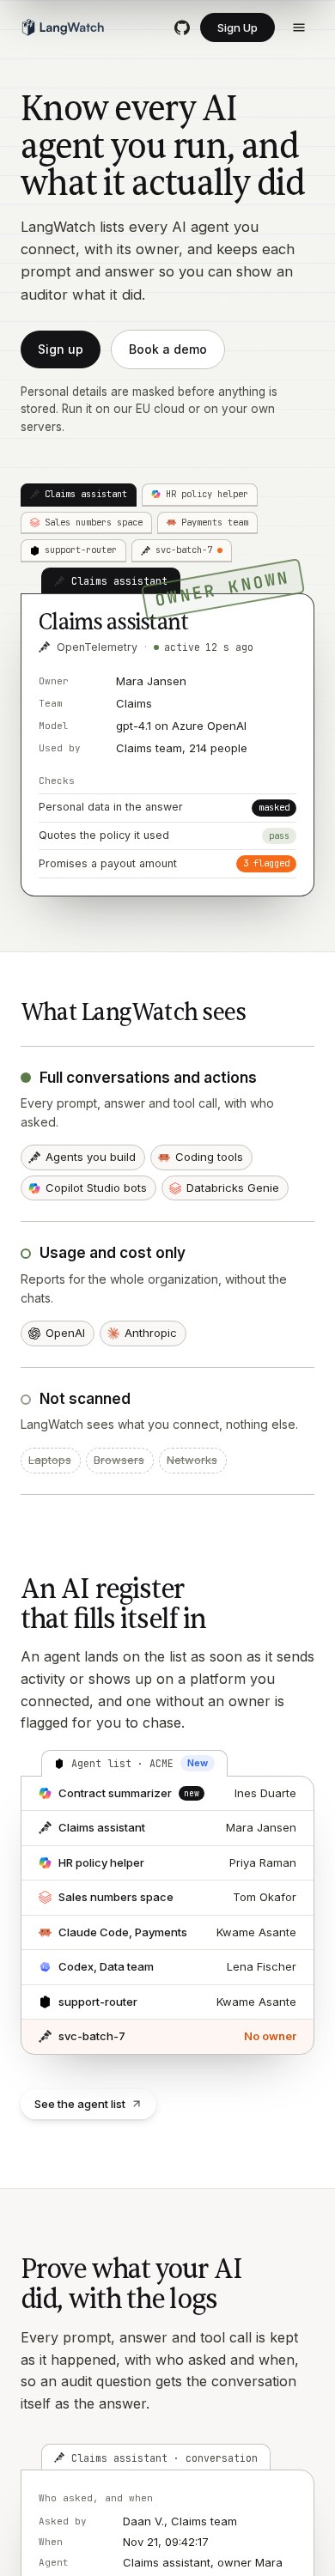 LangWatch
Sign Up
Know every AI
agent you run, and
what it actually did
LangWatch lists every AI agent you
connect, with its owner, and keeps each
prompt and answer so you can show an
auditor what it did.
Sign up
Book a demo
Personal details are masked before anything is
stored. Run it on our EU cloud or on your own
servers.
Claims assistant
HR policy helper
Sales numbers space
Payments team
support-router
svc-batch-7
Claims assistant
OWNER KNOWN
Claims assistant
OpenTelemetry · active 12 s ago
Owner Mara Jansen
Team Claims
Model gpt-4.1 on Azure OpenAI
Used by Claims team, 214 people
Checks
Personal data in the answer masked
Quotes the policy it used pass
Promises a payout amount 3 flagged
What LangWatch sees
Full conversations and actions
Every prompt, answer and tool call, with who
asked.
Agents you build
Coding tools
Copilot Studio bots
Databricks Genie
Usage and cost only
Reports for the whole organization, without the
chats.
OpenAI
Anthropic
Not scanned
LangWatch sees what you connect, nothing else.
Laptops
Browsers
Networks
An AI register
that fills itself in
An agent lands on the list as soon as it sends
activity or shows up on a platform you
connected, and one without an owner is
flagged for you to chase.
Agent list · ACME New
Contract summarizer new Ines Duarte
Claims assistant Mara Jansen
HR policy helper Priya Raman
Sales numbers space Tom Okafor
Claude Code, Payments Kwame Asante
Codex, Data team Lena Fischer
support-router Kwame Asante
svc-batch-7 No owner
See the agent list
Prove what your AI
did, with the logs
Every prompt, answer and tool call is kept
as it happened, with who asked and when,
so an audit question gets the conversation
itself as the answer.
Claims assistant · conversation
Who asked, and when
Asked by Daan V., Claims team
When Nov 21, 09:42:17
Agent Claims assistant, owner Mara